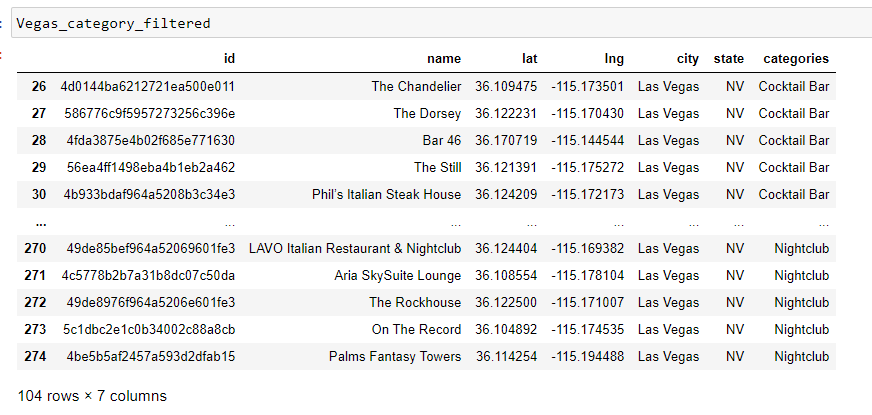 Vegas_category_filtered
id name lat lng city state categories
26 4d0144ba6212721ea500e011 The Chandelier 36.109475 -115.173501 Las Vegas NV Cocktail Bar
27 586776c9f5957273256c396e The Dorsey 36.122231 -115.170430 Las Vegas NV Cocktail Bar
28 4fda3875e4b02f685e771630 Bar 46 36.170719 -115.144544 Las Vegas NV Cocktail Bar
29 56ea4ff1498eba4b1eb2a462 The Still 36.121391 -115.175272 Las Vegas NV Cocktail Bar
30 4b933bdaf964a5208b3c34e3 Phil's Italian Steak House 36.124209 -115.172173 Las Vegas NV Cocktail Bar
... ... ... ... ... ... ... ...
270 49de85bef964a52069601fe3 LAVO Italian Restaurant & Nightclub 36.124404 -115.169382 Las Vegas NV Nightclub
271 4c5778b2b7a31b8dc07c50da Aria SkySuite Lounge 36.108554 -115.178104 Las Vegas NV Nightclub
272 49de8976f964a5206e601fe3 The Rockhouse 36.122500 -115.171007 Las Vegas NV Nightclub
273 5c1dbc2e1c0b34002c88a8cb On The Record 36.104892 -115.174535 Las Vegas NV Nightclub
274 4be5b5af2457a593d2dfab15 Palms Fantasy Towers 36.114254 -115.194488 Las Vegas NV Nightclub
104 rows × 7 columns